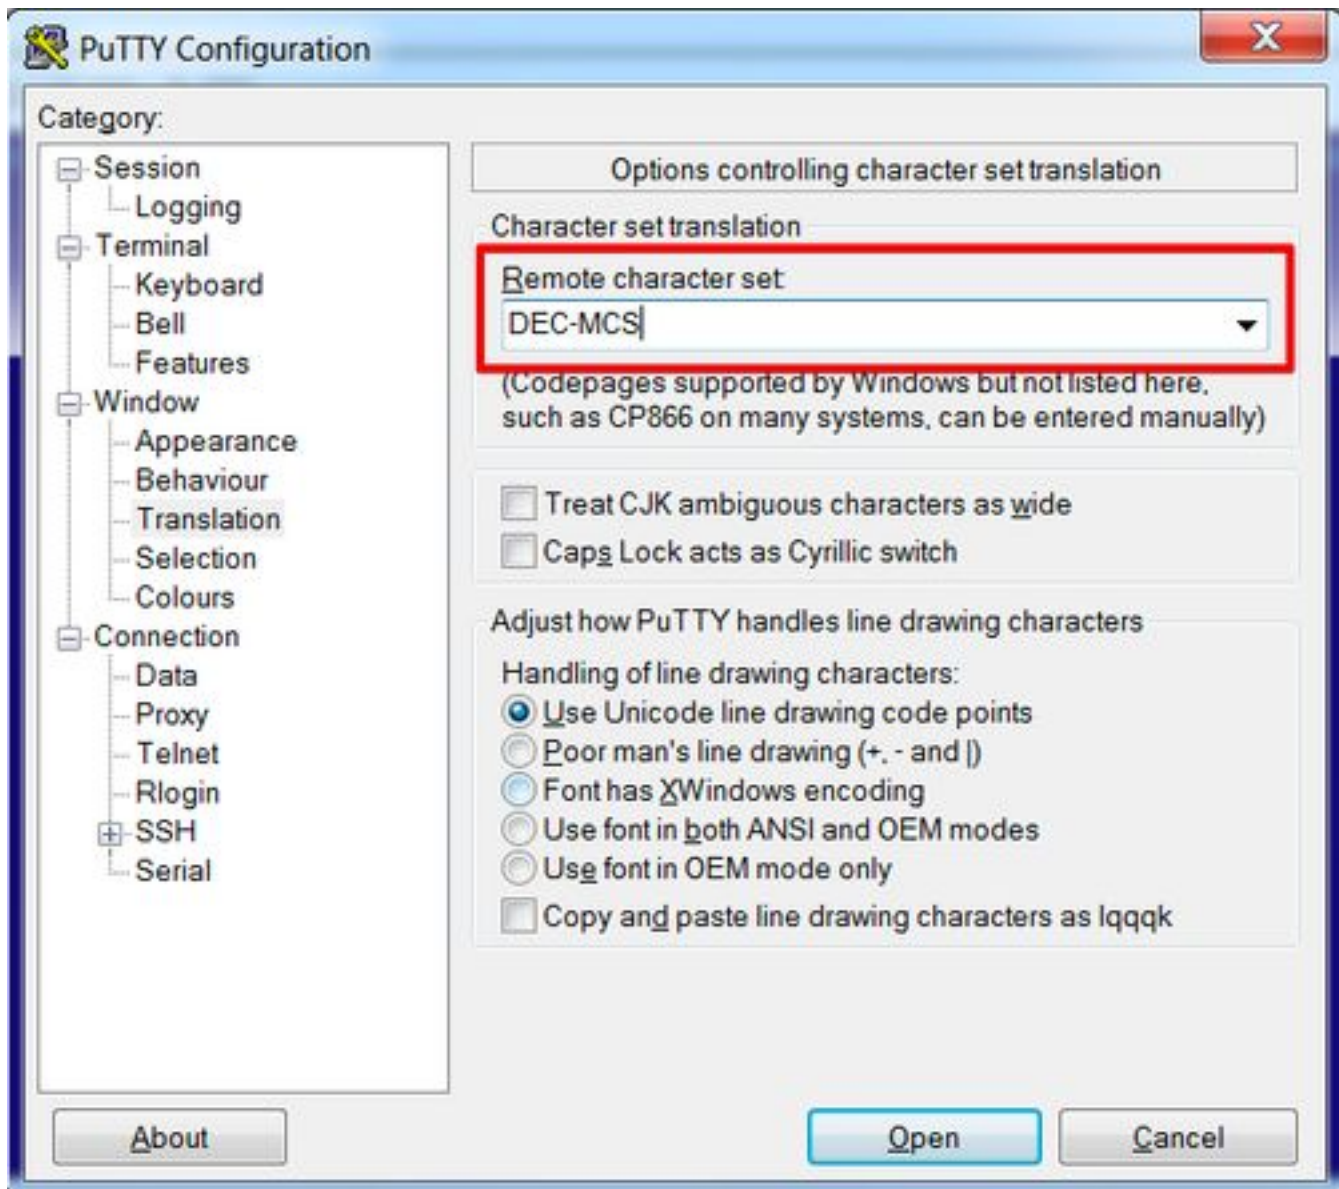 PuTTY Configuration
X
Category:
Session
Logging
Terminal
Keyboard
Bell
Features
Window
Appearance
Behaviour
Translation
Selection
Colours
Connection
Data
Proxy
Telnet
Rlogin
SSH
Serial
Options controlling character set translation
Character set translation
Remote character set:
DEC-MCS
(Codepages supported by Windows but not listed here,
such as CP866 on many systems, can be entered manually)
Treat CJK ambiguous characters as wide
Caps Lock acts as Cyrillic switch
Adjust how PuTTY handles line drawing characters
Handling of line drawing characters:
Use Unicode line drawing code points
Poor man's line drawing (+, - and |)
Font has XWindows encoding
Use font in both ANSI and OEM modes
Use font in OEM mode only
Copy and paste line drawing characters as lqqqk
About
Open
Cancel